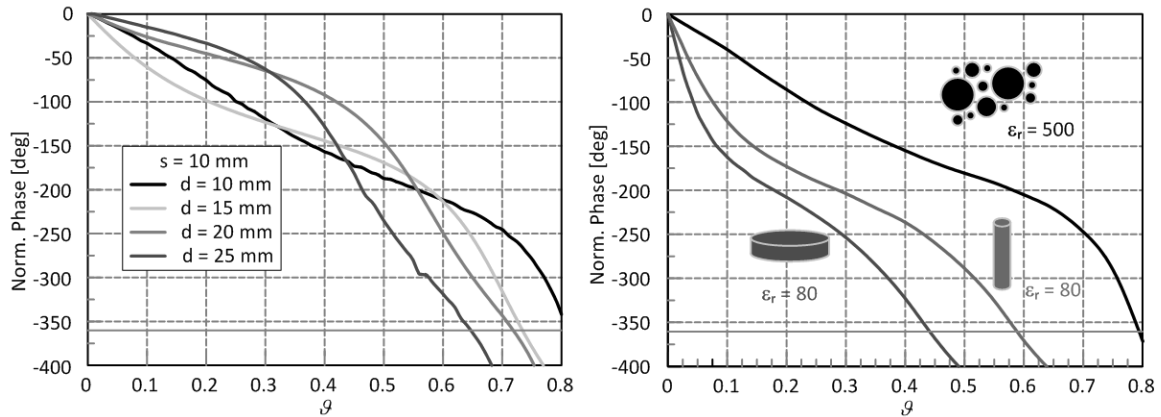 Norm. Phase [deg]
0
-50
-100
-150
-200
-250
-300
-350
-400
s = 10 mm
d = 10 mm
d = 15 mm
d = 20 mm
d = 25 mm
0 0.1 0.2 0.3 0.4 0.5 0.6 0.7 0.8
ϑ
Norm. Phase [deg]
0
-50
-100
-150
-200
-250
-300
-350
-400
εr = 500
εr = 80
εr = 80
0 0.1 0.2 0.3 0.4 0.5 0.6 0.7 0.8
ϑ